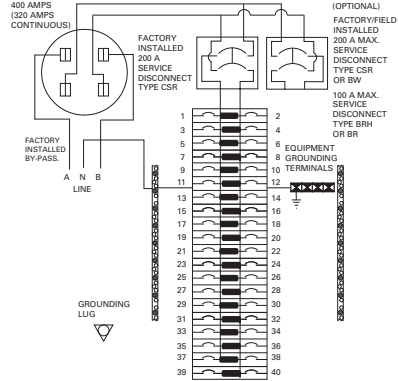 400 AMPS
(320 AMPS
CONTINUOUS)
FACTORY
INSTALLED
200 A
SERVICE
DISCONNECT
TYPE CSR
(OPTIONAL)
FACTORY/FIELD
INSTALLED
200 A MAX.
SERVICE
DISCONNECT
TYPE CSR
OR BW
100 A MAX.
SERVICE
DISCONNECT
TYPE BRH
OR BR
FACTORY
INSTALLED
BY-PASS.
A N B
LINE
EQUIPMENT
GROUNDING
TERMINALS
1 2
3 4
5 6
7 8
9 10
11 12
13 14
15 16
17 18
19 20
21 22
23 24
25 26
27 28
29 30
31 32
33 34
35 36
37 38
39 40
GROUNDING
LUG